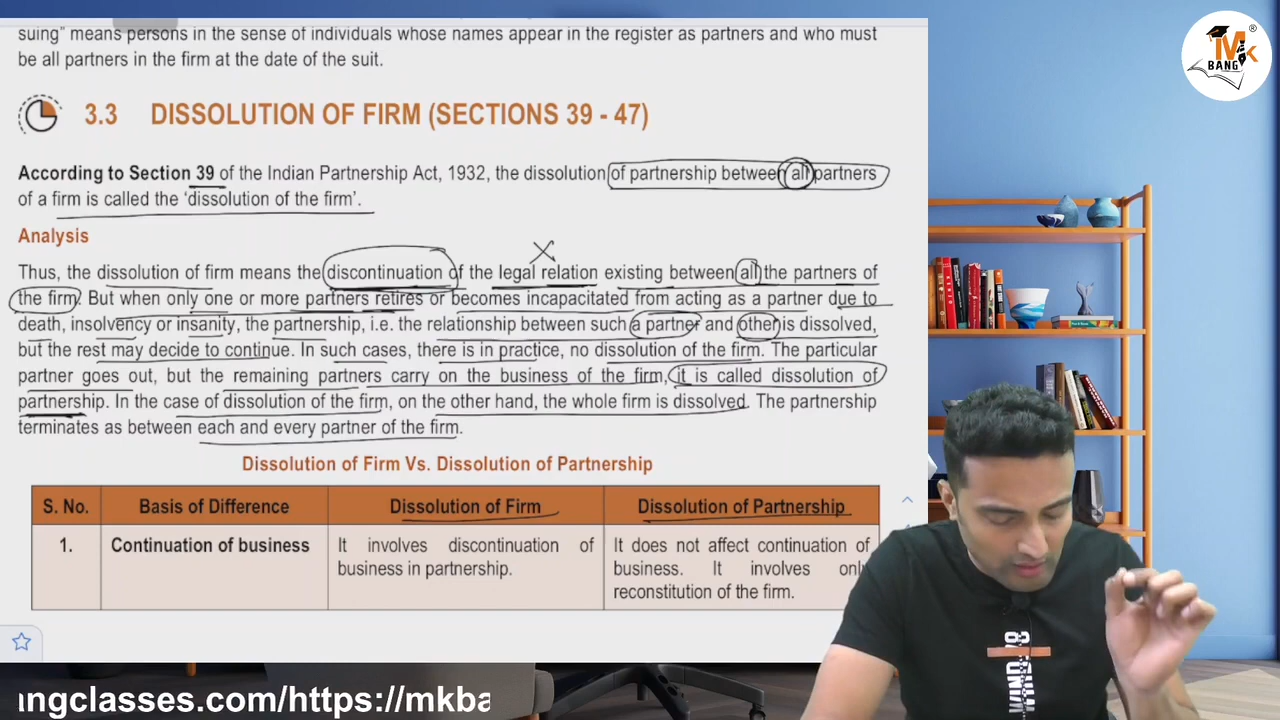 suing" means persons in the sense of individuals whose names appear in the register as partners and who must
be all partners in the firm at the date of the suit.
3.3 DISSOLUTION OF FIRM (SECTIONS 39 - 47)
According to Section 39 of the Indian Partnership Act, 1932, the dissolution of partnership between all partners
of a firm is called the 'dissolution of the firm'.
Analysis
Thus, the dissolution of firm means the discontinuation of the legal relation existing between all the partners of
the firm. But when only one or more partners retires or becomes incapacitated from acting as a partner due to
death, insolvency or insanity, the partnership, i.e. the relationship between such a partner and other is dissolved,
but the rest may decide to continue. In such cases, there is in practice, no dissolution of the firm. The particular
partner goes out, but the remaining partners carry on the business of the firm, it is called dissolution of
partnership. In the case of dissolution of the firm, on the other hand, the whole firm is dissolved. The partnership
terminates as between each and every partner of the firm.
Dissolution of Firm Vs. Dissolution of Partnership
S. No. Basis of Difference Dissolution of Firm Dissolution of Partnership
1. Continuation of business It involves discontinuation of It does not affect continuation of
business in partnership. business. It involves only
reconstitution of the firm.
angclasses.com/https://mkba
MK
BANG
®